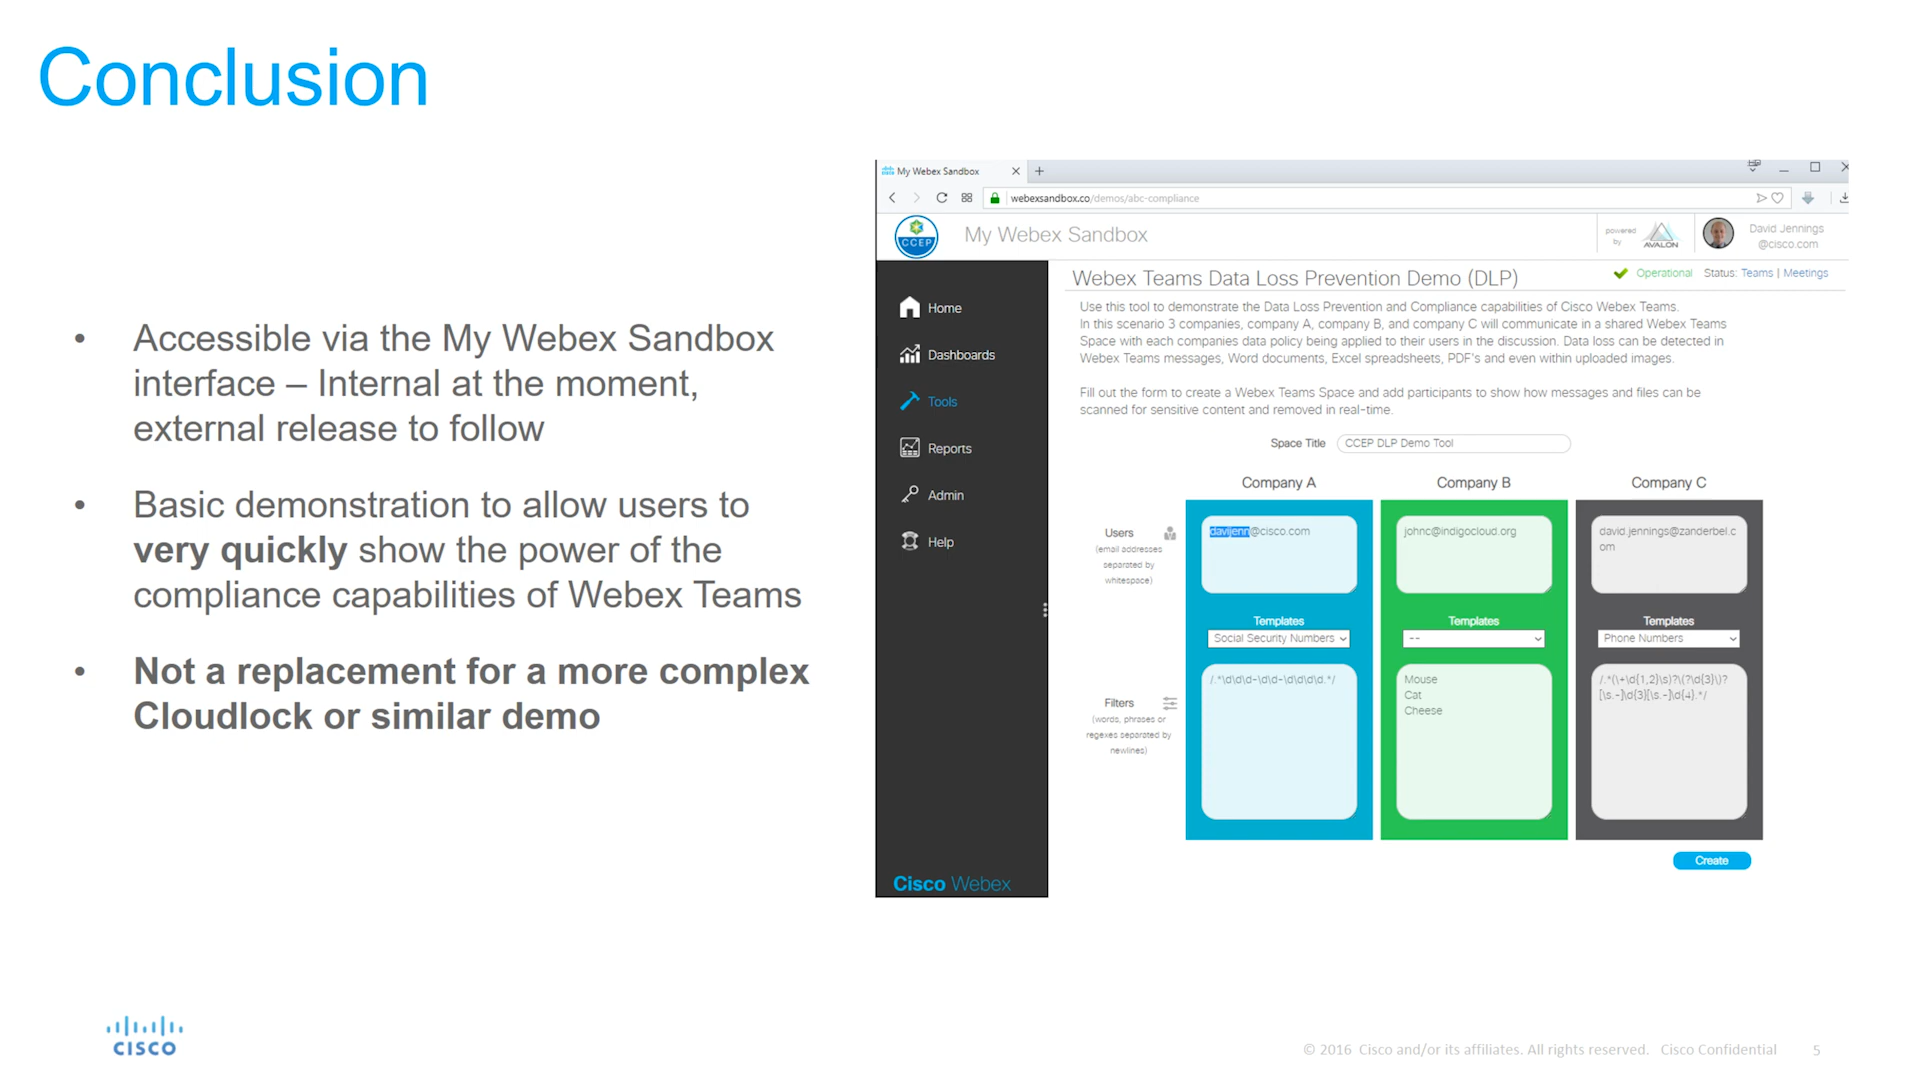 Conclusion
• Accessible via the My Webex Sandbox
interface – Internal at the moment,
external release to follow
• Basic demonstration to allow users to
very quickly show the power of the
compliance capabilities of Webex Teams
• Not a replacement for a more complex
Cloudlock or similar demo
My Webex Sandbox
webexsandbox.co/demos/abc-compliance
CCEP
My Webex Sandbox
powered
by
AVALON
David Jennings
@cisco.com
Home
Dashboards
Tools
Reports
Admin
Help
Cisco Webex
Webex Teams Data Loss Prevention Demo (DLP)
Operational Status: Teams | Meetings
Use this tool to demonstrate the Data Loss Prevention and Compliance capabilities of Cisco Webex Teams.
In this scenario 3 companies, company A, company B, and company C will communicate in a shared Webex Teams
Space with each companies data policy being applied to their users in the discussion. Data loss can be detected in
Webex Teams messages, Word documents, Excel spreadsheets, PDF's and even within uploaded images.
Fill out the form to create a Webex Teams Space and add participants to show how messages and files can be
scanned for sensitive content and removed in real-time.
Space Title CCEP DLP Demo Tool
Company A Company B Company C
Users
(email addresses
separated by
whitespace)
davijenn@cisco.com
johnc@indigocloud.org
david.jennings@zanderbel.c
om
Templates Templates Templates
Social Security Numbers -- Phone Numbers
Filters
(words, phrases or
regexes separated by
newlines)
/.*\d\d\d-\d\d-\d\d\d\d.*/
Mouse
Cat
Cheese
/.*(\+\d{1,2}\s)?\(?\d{3}\)?
[\s.-]\d{3}[\s.-]\d{4}.*/
Create
CISCO
© 2016 Cisco and/or its affiliates. All rights reserved. Cisco Confidential 5